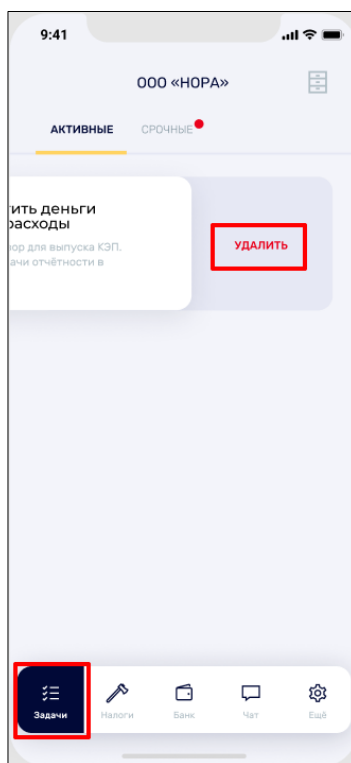 9:41
ООО «НОРА»
АКТИВНЫЕ СРОЧНЫЕ
ить деньги
расходы
ор для выпуска КЭП.
ачи отчётности в
УДАЛИТЬ
Задачи Налоги Банк Чат Ещё